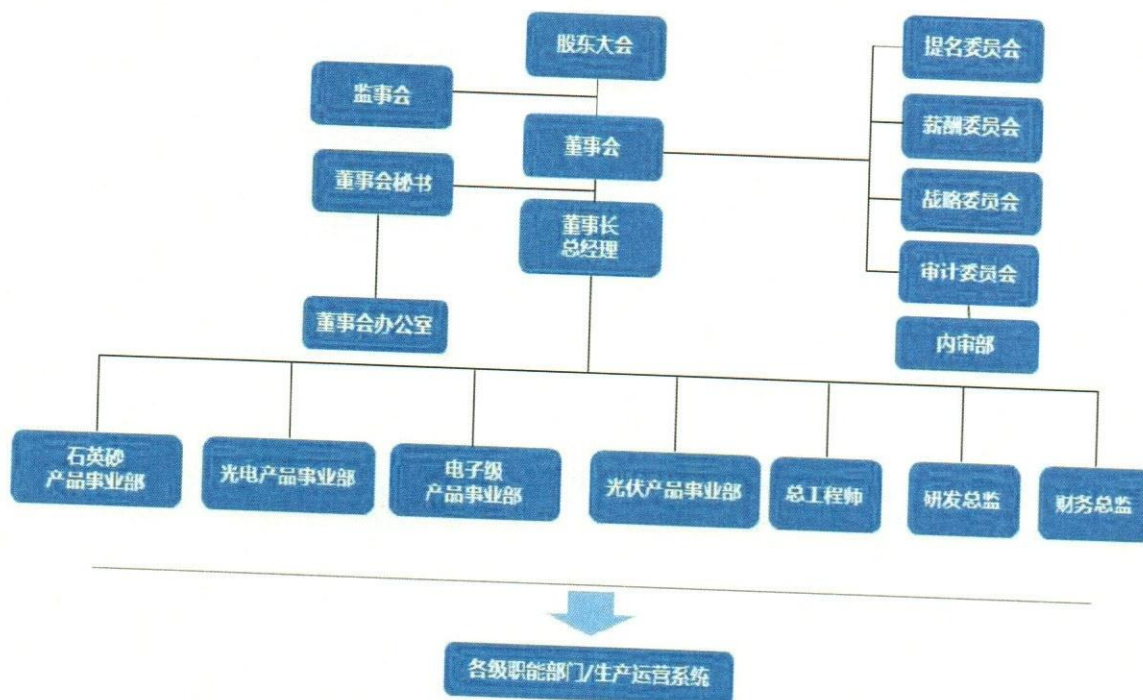 股东大会
提名委员会
监事会
薪酬委员会
董事会
董事会秘书
战略委员会
董事长
总经理
审计委员会
董事会办公室
内审部
石英砂
产品事业部
光电产品事业部
电子级
产品事业部
光伏产品事业部
总工程师
研发总监
财务总监
各级职能部门/生产运营系统